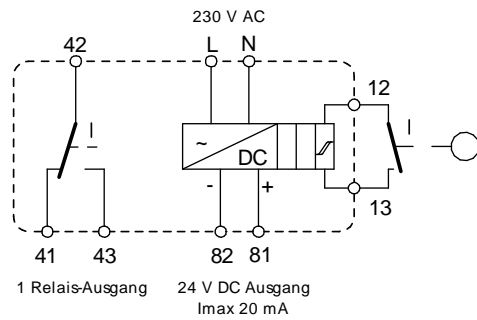 230 V AC
42
L
N
12
~
DC
-
+
13
41
43
82
81
1 Relais-Ausgang
24 V DC Ausgang
Imax 20 mA